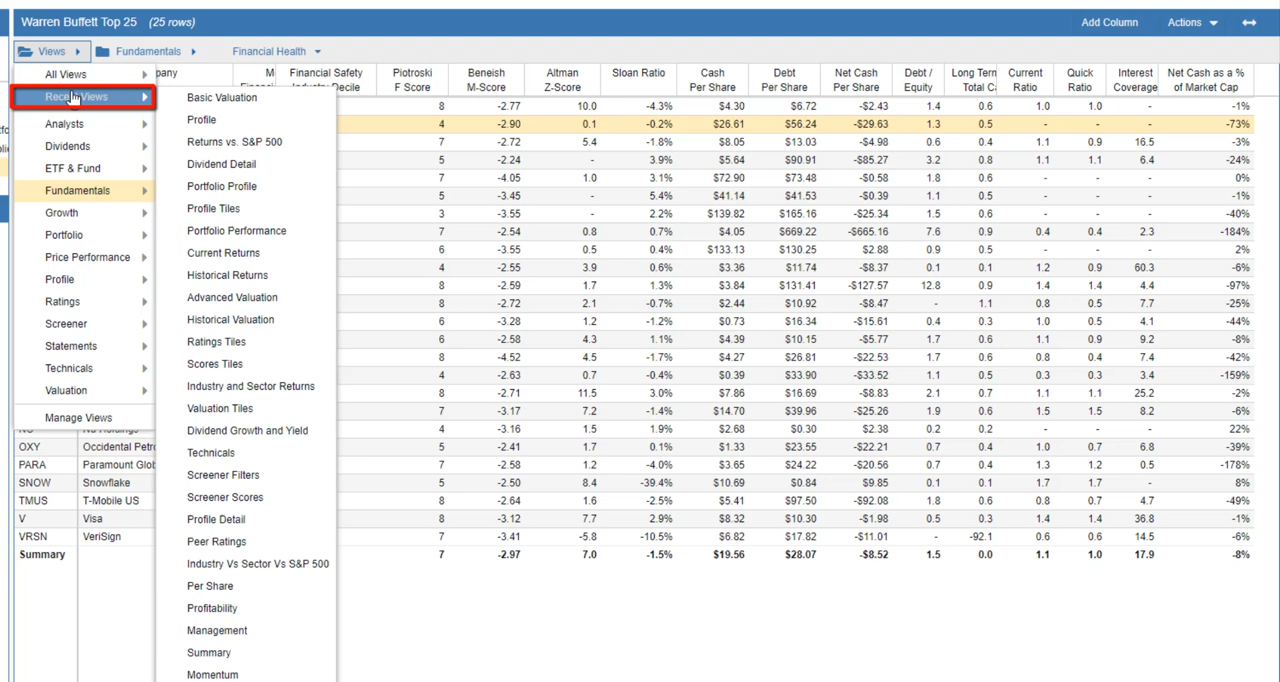 Warren Buffett Top 25 (25 rows) Add Column Actions
Views Fundamentals Financial Health
All Views
Views
Analysts
Dividends
ETF & Fund
Fundamentals
Growth
Portfolio
Price Performance
Profile
Ratings
Screener
Statements
Technicals
Valuation
Manage Views
Basic Valuation
Profile
Returns vs. S&P 500
Dividend Detail
Portfolio Profile
Profile Tiles
Portfolio Performance
Current Returns
Historical Returns
Advanced Valuation
Historical Valuation
Ratings Tiles
Scores Tiles
Industry and Sector Returns
Valuation Tiles
Dividend Growth and Yield
Technicals
Screener Filters
Screener Scores
Profile Detail
Peer Ratings
Industry Vs Sector Vs S&P 500
Per Share
Profitability
Management
Summary
Momentum
Financial Safety Piotroski Beneish Altman Sloan Ratio Cash Debt Net Cash Debt / Long Term Current Quick Interest Net Cash as a %
F Score M-Score Z-Score Per Share Per Share Per Share Equity Total Ratio Ratio Coverage of Market Cap
8 -2.77 10.0 -4.3% $4.30 $6.72 -$2.43 1.4 0.6 1.0 1.0 - -1%
4 -2.90 0.1 -0.2% $26.61 $56.24 -$29.63 1.3 0.5 - - - -73%
7 -2.72 5.4 -1.8% $8.05 $13.03 -$4.98 0.6 0.4 1.1 0.9 16.5 -3%
5 -2.24 - 3.9% $5.64 $90.91 -$85.27 3.2 0.8 1.1 1.1 6.4 -24%
7 -4.05 1.0 3.1% $72.90 $73.48 -$0.58 1.8 0.6 - - - 0%
5 -3.45 - 5.4% $41.14 $41.53 -$0.39 1.1 0.5 - - - -1%
3 -3.55 - 2.2% $139.82 $165.16 -$25.34 1.5 0.6 - - - -40%
7 -2.54 0.8 0.7% $4.05 $669.22 -$665.16 7.6 0.9 0.4 0.4 2.3 -184%
6 -3.55 0.5 0.4% $133.13 $130.25 $2.88 0.9 0.5 - - - 2%
4 -2.55 3.9 0.6% $3.36 $11.74 -$8.37 0.1 0.1 1.2 0.9 60.3 -6%
8 -2.59 1.7 1.3% $3.84 $131.41 -$127.57 12.8 0.9 1.4 1.4 4.4 -97%
8 -2.72 2.1 -0.7% $2.44 $10.92 -$8.47 - 1.1 0.8 0.5 7.7 -25%
6 -3.28 1.2 -1.2% $0.73 $16.34 -$15.61 0.4 0.3 1.0 0.5 4.1 -44%
6 -2.58 4.3 1.1% $4.39 $10.15 -$5.77 1.7 0.6 1.1 0.9 9.2 -8%
8 -4.52 4.5 -1.7% $4.27 $26.81 -$22.53 1.7 0.6 0.8 0.4 7.4 -42%
4 -2.63 0.7 -0.4% $0.39 $33.90 -$33.52 1.1 0.5 0.3 0.3 3.4 -159%
8 -2.71 11.5 3.0% $7.86 $16.69 -$8.83 2.1 0.7 1.1 1.1 25.2 -2%
7 -3.17 7.2 -1.4% $14.70 $39.96 -$25.26 1.9 0.6 1.5 1.5 8.2 -6%
4 -3.16 1.5 1.9% $2.68 $0.30 $2.38 0.2 0.2 - - - 22%
OXY Occidental Petro 5 -2.41 1.7 0.1% $1.33 $23.55 -$22.21 0.7 0.4 1.0 0.7 6.8 -39%
PARA Paramount Glob 7 -2.58 1.2 -4.0% $3.65 $24.22 -$20.56 0.7 0.4 1.3 1.2 0.5 -178%
SNOW Snowflake 5 -2.50 8.4 -39.4% $10.69 $0.84 $9.85 0.1 0.1 1.7 1.7 - 8%
TMUS T-Mobile US 8 -2.64 1.6 -2.5% $5.41 $97.50 -$92.08 1.8 0.6 0.8 0.7 4.7 -49%
V Visa 8 -3.12 7.7 2.9% $8.32 $10.30 -$1.98 0.5 0.3 1.4 1.4 36.8 -1%
VRSN VeriSign 7 -3.41 -5.8 -10.5% $6.82 $17.82 -$11.01 - -92.1 0.6 0.6 14.5 -6%
Summary 7 -2.97 7.0 -1.5% $19.56 $28.07 -$8.52 1.5 0.0 1.1 1.0 17.9 -8%